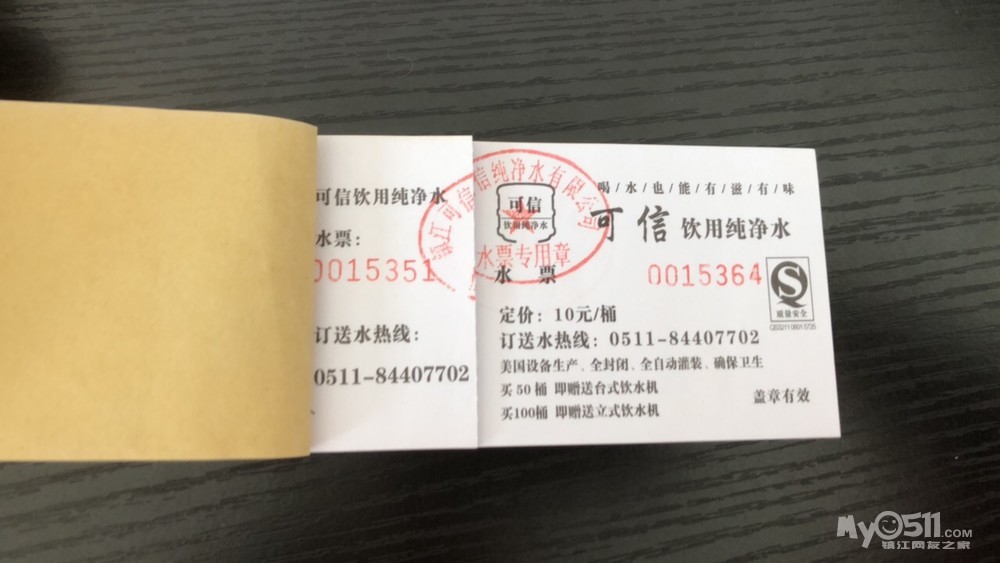 可信饮用纯净水
水票：
0015351
订送水热线：
0511-84407702
镇江可信纯净水有限公司
水票专用章
可信
饮用纯净水
喝/水/也/能/有/滋/有/味
可信 饮用纯净水
水 票
0015364
质量安全
定价：10元/桶
订送水热线：0511-84407702
美国设备生产、全封闭、全自动灌装、确保卫生
买50桶 即赠送台式饮水机
买100桶 即赠送立式饮水机
盖章有效
My0511.COM
镇江网友之家